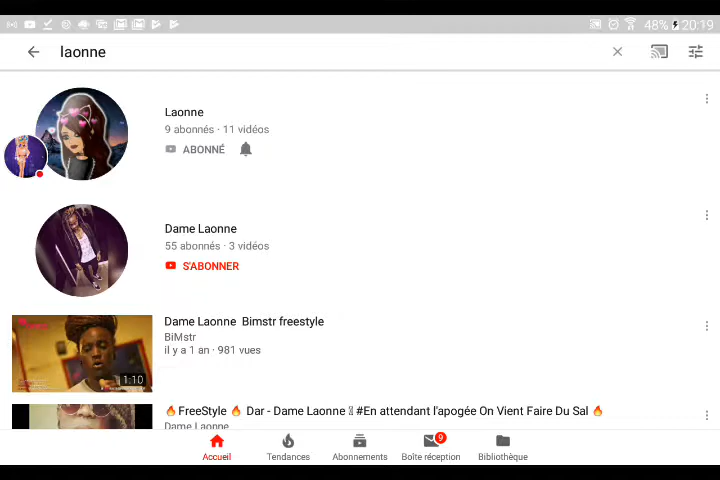 48% 20:19
laonne
Laonne
9 abonnés · 11 vidéos
ABONNÉ
Dame Laonne
55 abonnés · 3 vidéos
S'ABONNER
Dame Laonne Bimstr freestyle
BiMstr
il y a 1 an · 981 vues
1:10
🔥FreeStyle 🔥 Dar - Dame Laonne #En attendant l'apogée On Vient Faire Du Sal 🔥
Dame Laonne
9
Accueil Tendances Abonnements Boîte réception Bibliothèque